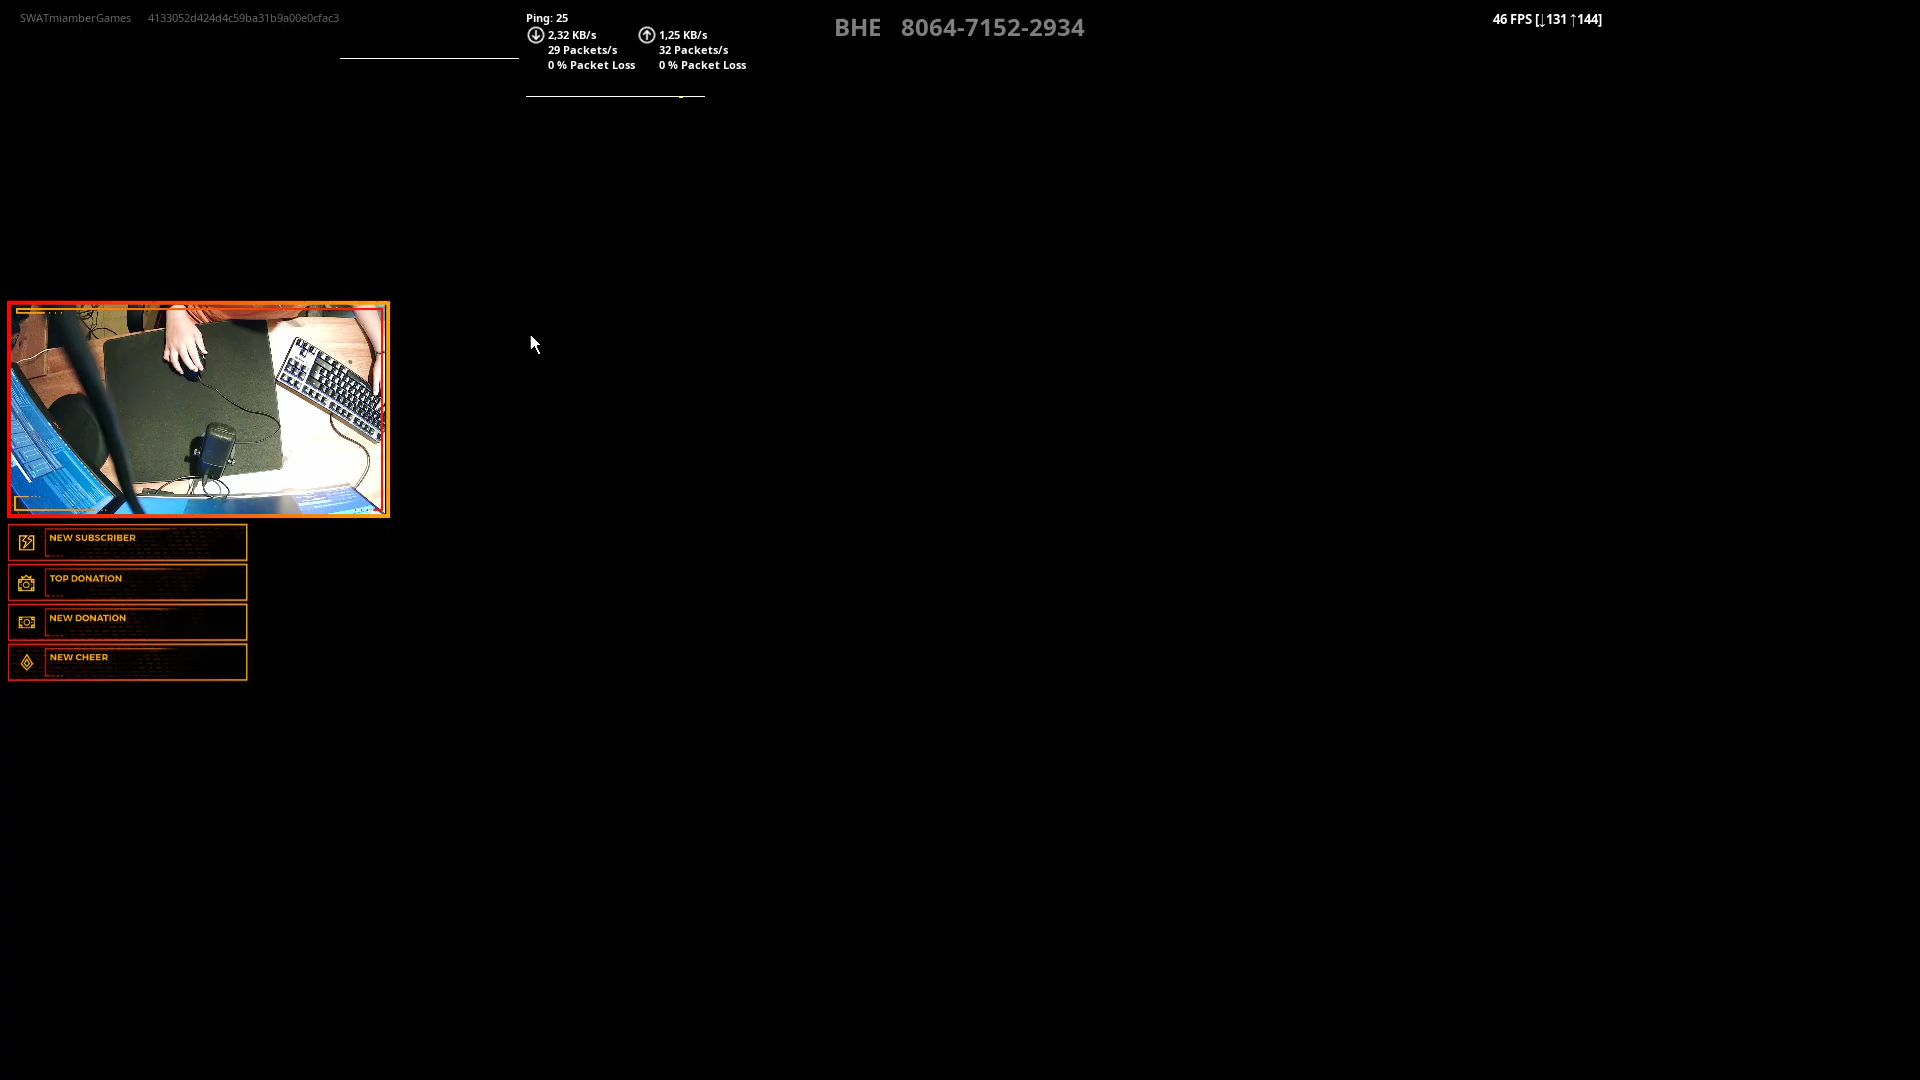 SWATmiamberGames 4133052d424d4c59ba31b9a00e0cfac3
Ping: 25
2,32 KB/s 1,25 KB/s
29 Packets/s 32 Packets/s
0 % Packet Loss 0 % Packet Loss
BHE 8064-7152-2934
46 FPS [↓131 ↑144]
NEW SUBSCRIBER
TOP DONATION
NEW DONATION
NEW CHEER